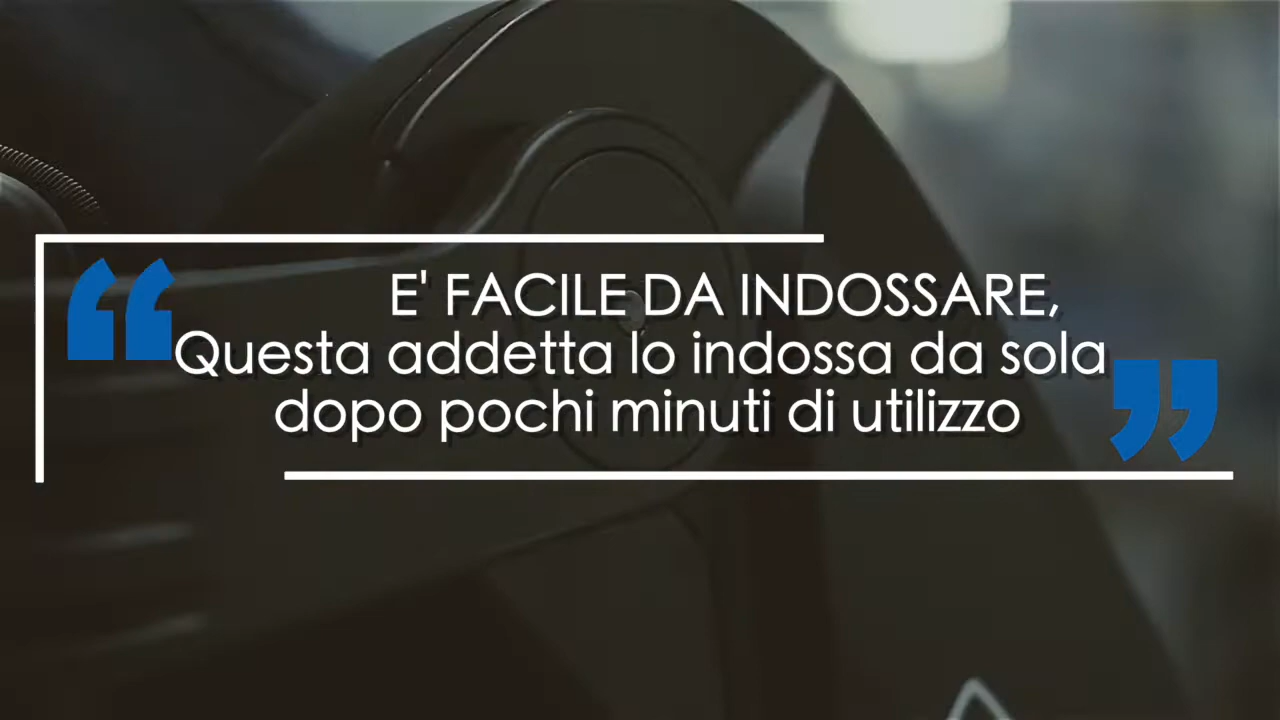 E' FACILE DA INDOSSARE,
Questa addetta lo indossa da sola
dopo pochi minuti di utilizzo